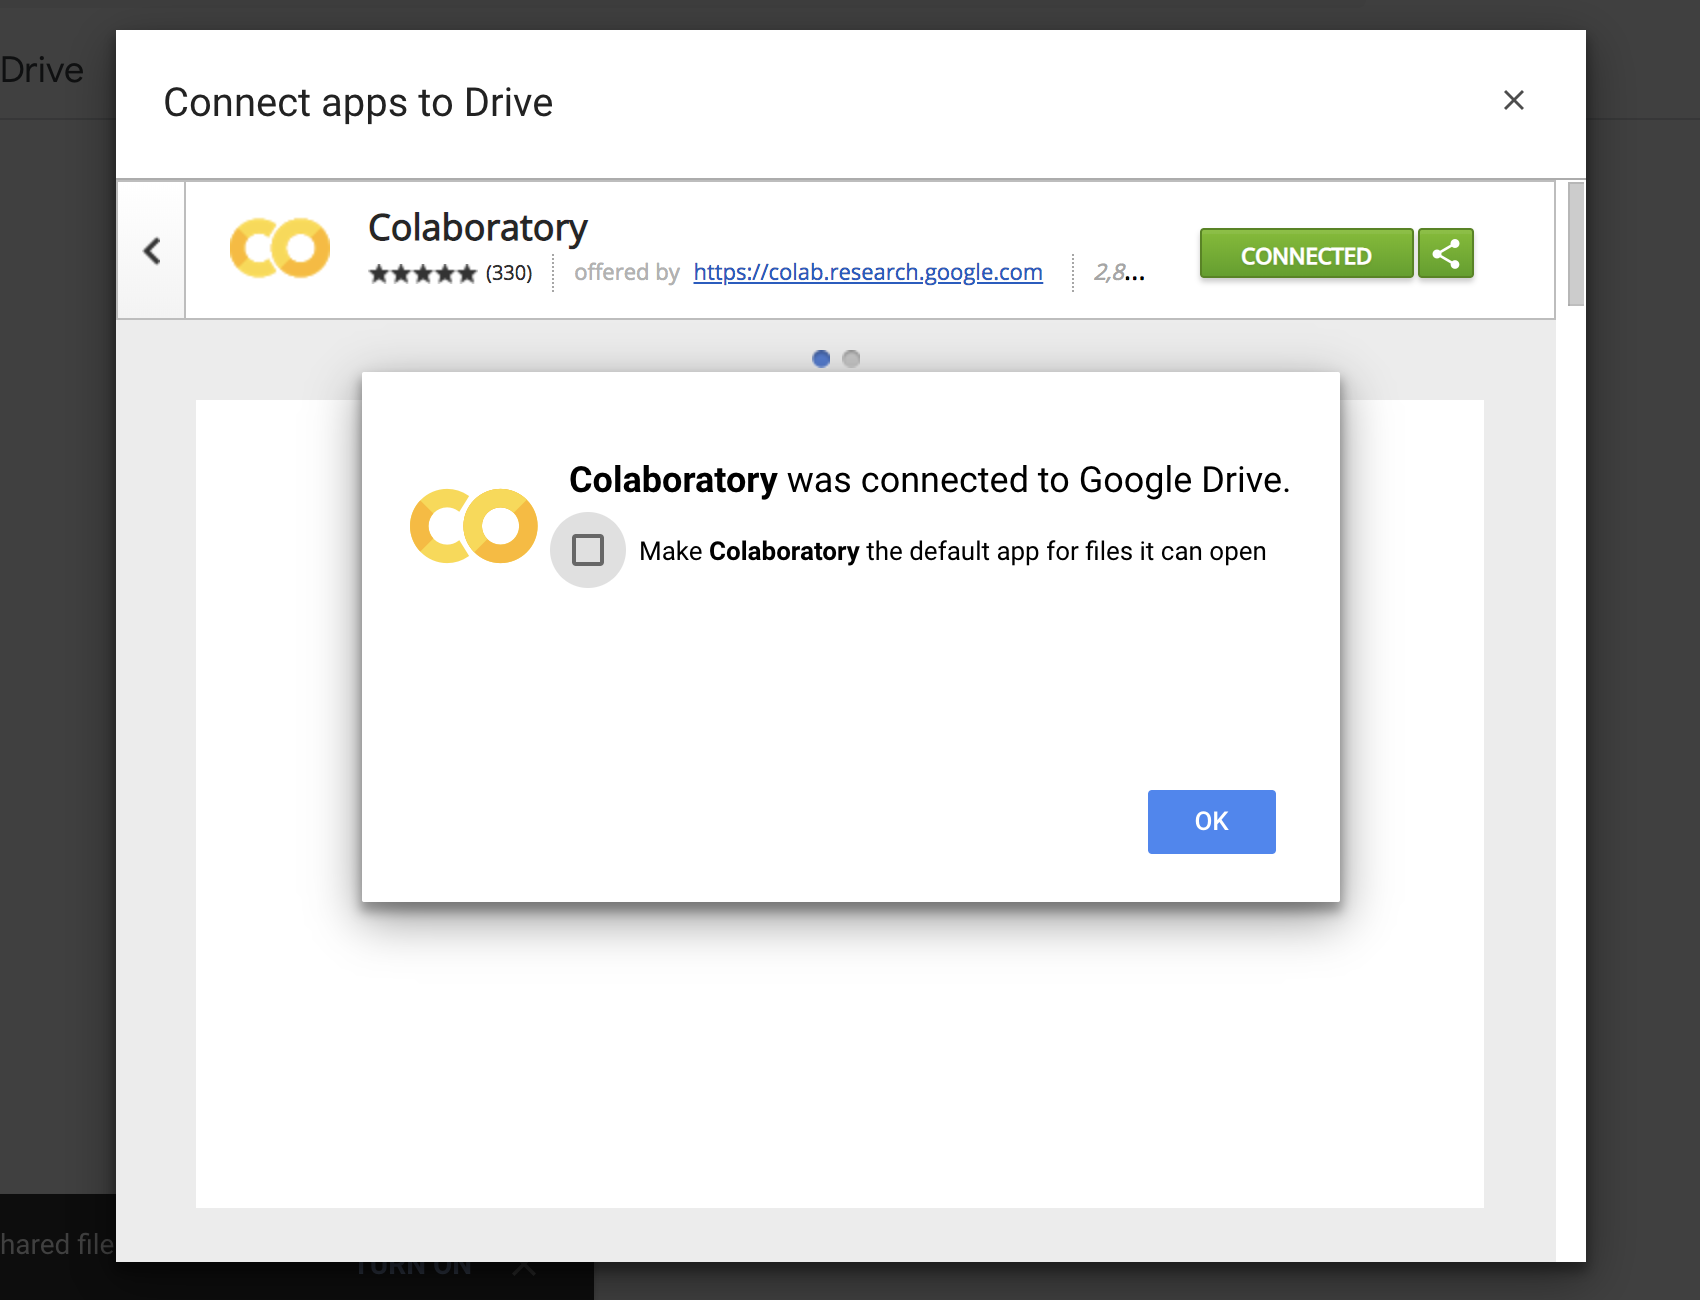 Drive
Connect apps to Drive
Colaboratory
(330) offered by https://colab.research.google.com 2,8...
CONNECTED
Colaboratory was connected to Google Drive.
Make Colaboratory the default app for files it can open
OK
hared file
TURN ON